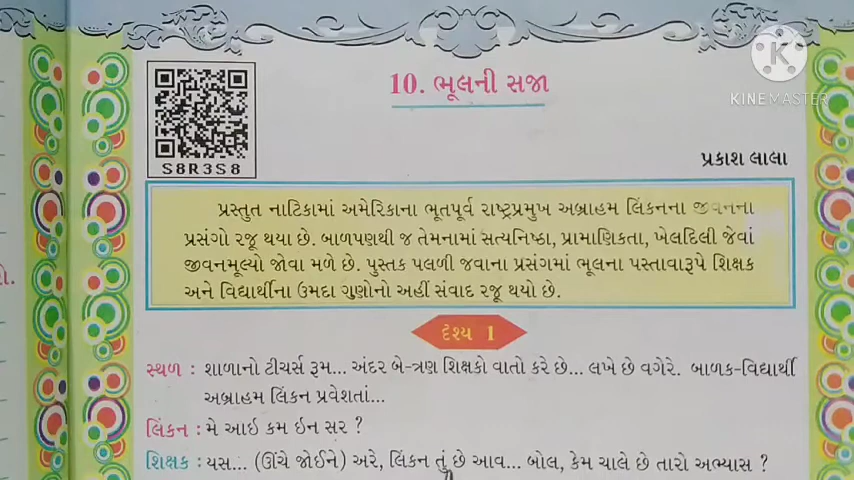 K
KINEMASTER
10. ભૂલની સજા
S8R3S8
પ્રકાશ લાલા
પ્રસ્તુત નાટિકામાં અમેરિકાના ભૂતપૂર્વ રાષ્ટ્રપ્રમુખ અબ્રાહમ લિંકનના જીવનના
પ્રસંગો રજૂ થયા છે. બાળપણથી જ તેમનામાં સત્યનિષ્ઠા, પ્રામાણિકતા, ખેલદિલી જેવાં
જીવનમૂલ્યો જોવા મળે છે. પુસ્તક પલળી જવાના પ્રસંગમાં ભૂલના પસ્તાવારૂપે શિક્ષક
અને વિદ્યાર્થીના ઉમદા ગુણોનો અહીં સંવાદ રજૂ થયો છે.
દૃશ્ય 1
સ્થળ : શાળાનો ટીચર્સ રૂમ... અંદર બે-ત્રણ શિક્ષકો વાતો કરે છે... લખે છે વગેરે. બાળક-વિદ્યાર્થી
અબ્રાહમ લિંકન પ્રવેશતાં...
લિંકન : મે આઇ કમ ઇન સર ?
શિક્ષક : યસ... (ઊંચે જોઈને) અરે, લિંકન તું છે આવ... બોલ, કેમ ચાલે છે તારો અભ્યાસ ?